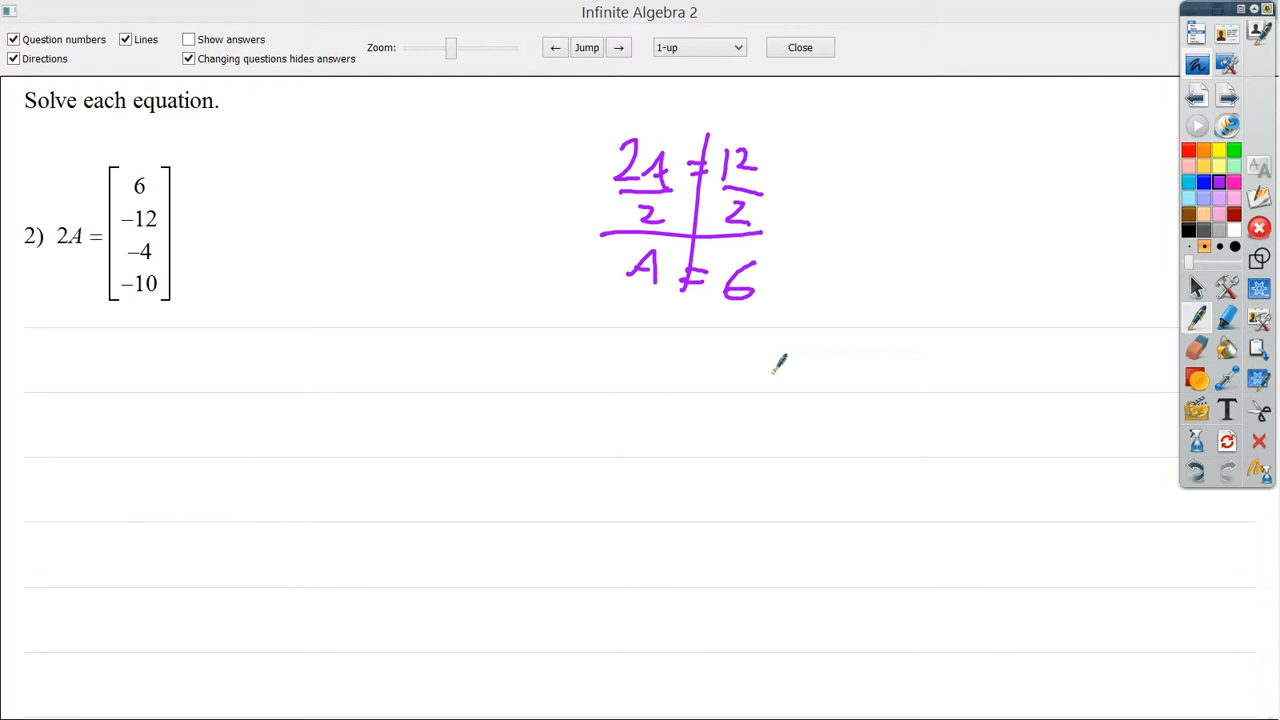 Infinite Algebra 2
Question numbers Lines Show answers Zoom: ← Jump → 1-up Close
Directions Changing questions hides answers
Solve each equation.
2) 2A = [6
–12
–4
–10]
2A = 12
2 2
A = 6